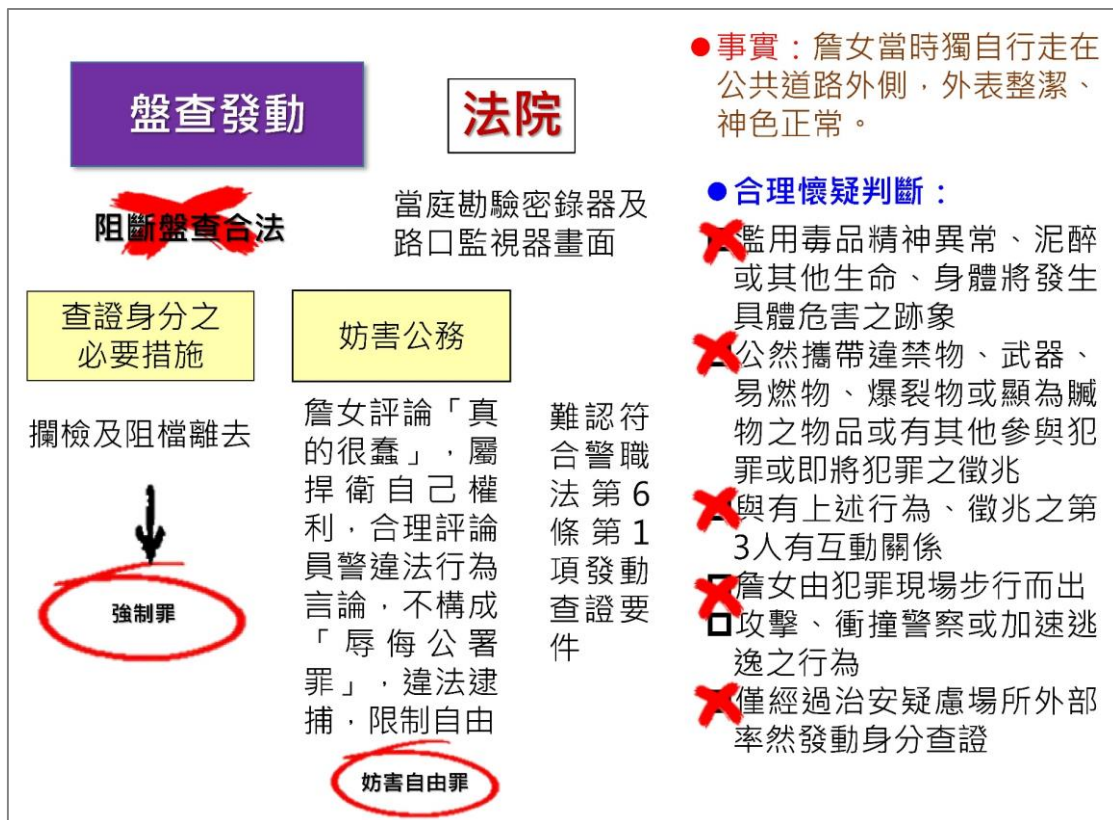 盤查發動
法院
阻斷盤查合法
當庭勘驗密錄器及
路口監視器畫面
查證身分之
必要措施
攔檢及阻檔離去
強制罪
妨害公務
詹女評論「真
的很蠢」,屬
捍衛自己權
利,合理評論
員警違法行為
言論,不構成
「辱侮公署
罪」,違法逮
捕,限制自由
妨害自由罪
難認符
合警職
法第6
條第1
項發動
查證要
件
●事實:詹女當時獨自行走在
公共道路外側,外表整潔、
神色正常。
●合理懷疑判斷:
濫用毒品精神異常、泥醉
或其他生命、身體將發生
具體危害之跡象
公然攜帶違禁物、武器、
易燃物、爆裂物或顯為贓
物之物品或有其他參與犯
罪或即將犯罪之徵兆
與有上述行為、徵兆之第
3人有互動關係
詹女由犯罪現場步行而出
攻擊、衝撞警察或加速逃
逸之行為
僅經過治安疑慮場所外部
率然發動身分查證